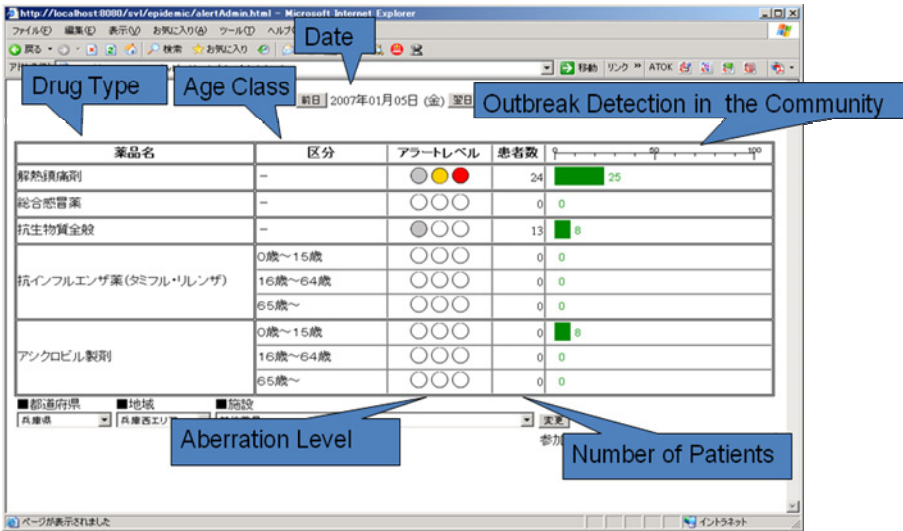 http://localhost:8080/svl/epidemic/alertAdmin.html - Microsoft Internet Explorer
ファイル(F) 編集(E) 表示(V) お気に入り(A) ツール(T)
Date
戻る 検索 お気に入り
移動 リンク » ATOK
Drug Type
Age Class
前日 2007年01月05日 (金) 翌日
Outbreak Detection in the Community
薬品名 区分 アラートレベル 患者数 0 50 100
解熱鎮痛剤 - 24 25
総合感冒薬 - 0 0
抗生物質全般 - 13 8
抗インフルエンザ薬(タミフル・リレンザ)
0歳〜15歳 0 0
16歳〜64歳 0 0
65歳〜 0 0
アシクロビル製剤
0歳〜15歳 0 8
16歳〜64歳 0 0
65歳〜 0 0
■都道府県 ■地域 ■施設
兵庫県 兵庫西エリア 変更
Aberration Level
参加
Number of Patients
ページが表示されました
イントラネット